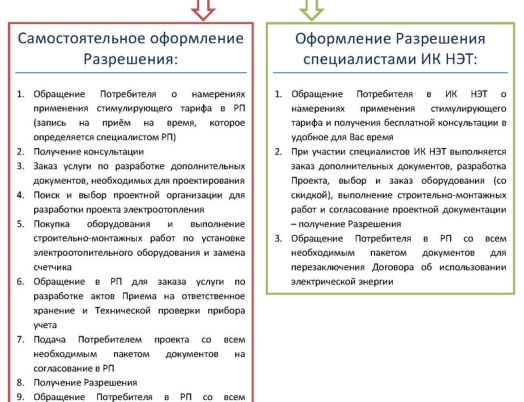 Самостоятельное оформление
Разрешения:
1. Обращение Потребителя о намерениях
применения стимулирующего тарифа в РП
(запись на приём на время, которое
определяется специалистом РП)
2. Получение консультации
3. Заказ услуги по разработке дополнительных
документов, необходимых для проектирования
4. Поиск и выбор проектной организации для
разработки проекта электроотопления
5. Покупка оборудования и выполнение
строительно-монтажных работ по установке
электроотопительного оборудования и замена
счетчика
6. Обращение в РП для заказа услуги по
разработке актов Приема на ответственное
хранение и Технической проверки прибора
учета
7. Подача Потребителем проекта со всем
необходимым пакетом документов на
согласование в РП
8. Получение Разрешения
9. Обращение Потребителя в РП со всем
Оформление Разрешения
специалистами ИК НЭТ:
1. Обращение Потребителя в ИК НЭТ о
намерениях применения стимулирующего
тарифа и получения бесплатной консультации в
удобное для Вас время
2. При участии специалистов ИК НЭТ выполняется
заказ дополнительных документов, разработка
Проекта, выбор и заказ оборудования (со
скидкой), выполнение строительно-монтажных
работ и согласование проектной документации
– получение Разрешения
3. Обращение Потребителя в РП со всем
необходимым пакетом документов для
перезаключения Договора об использовании
электрической энергии